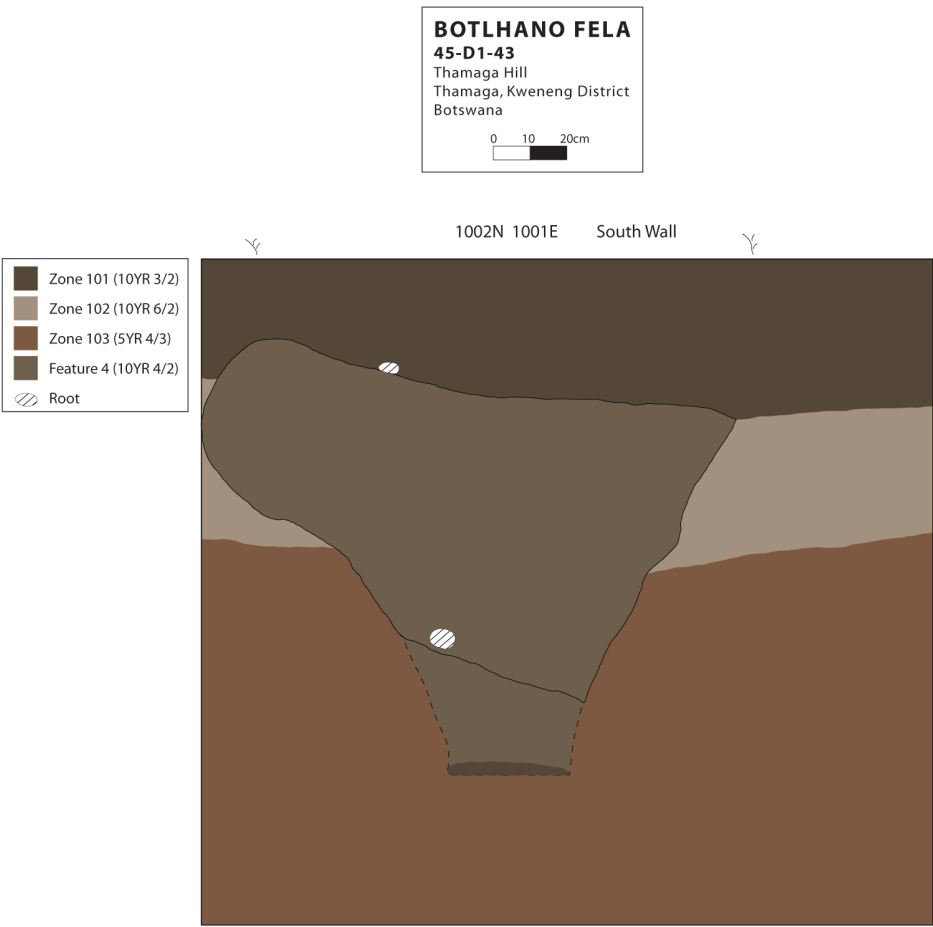 BOTLHANO FELA
45-D1-43
Thamaga Hill
Thamaga, Kweneng District
Botswana
0 10 20cm
1002N 1001E South Wall
Zone 101 (10YR 3/2)
Zone 102 (10YR 6/2)
Zone 103 (5YR 4/3)
Feature 4 (10YR 4/2)
Root